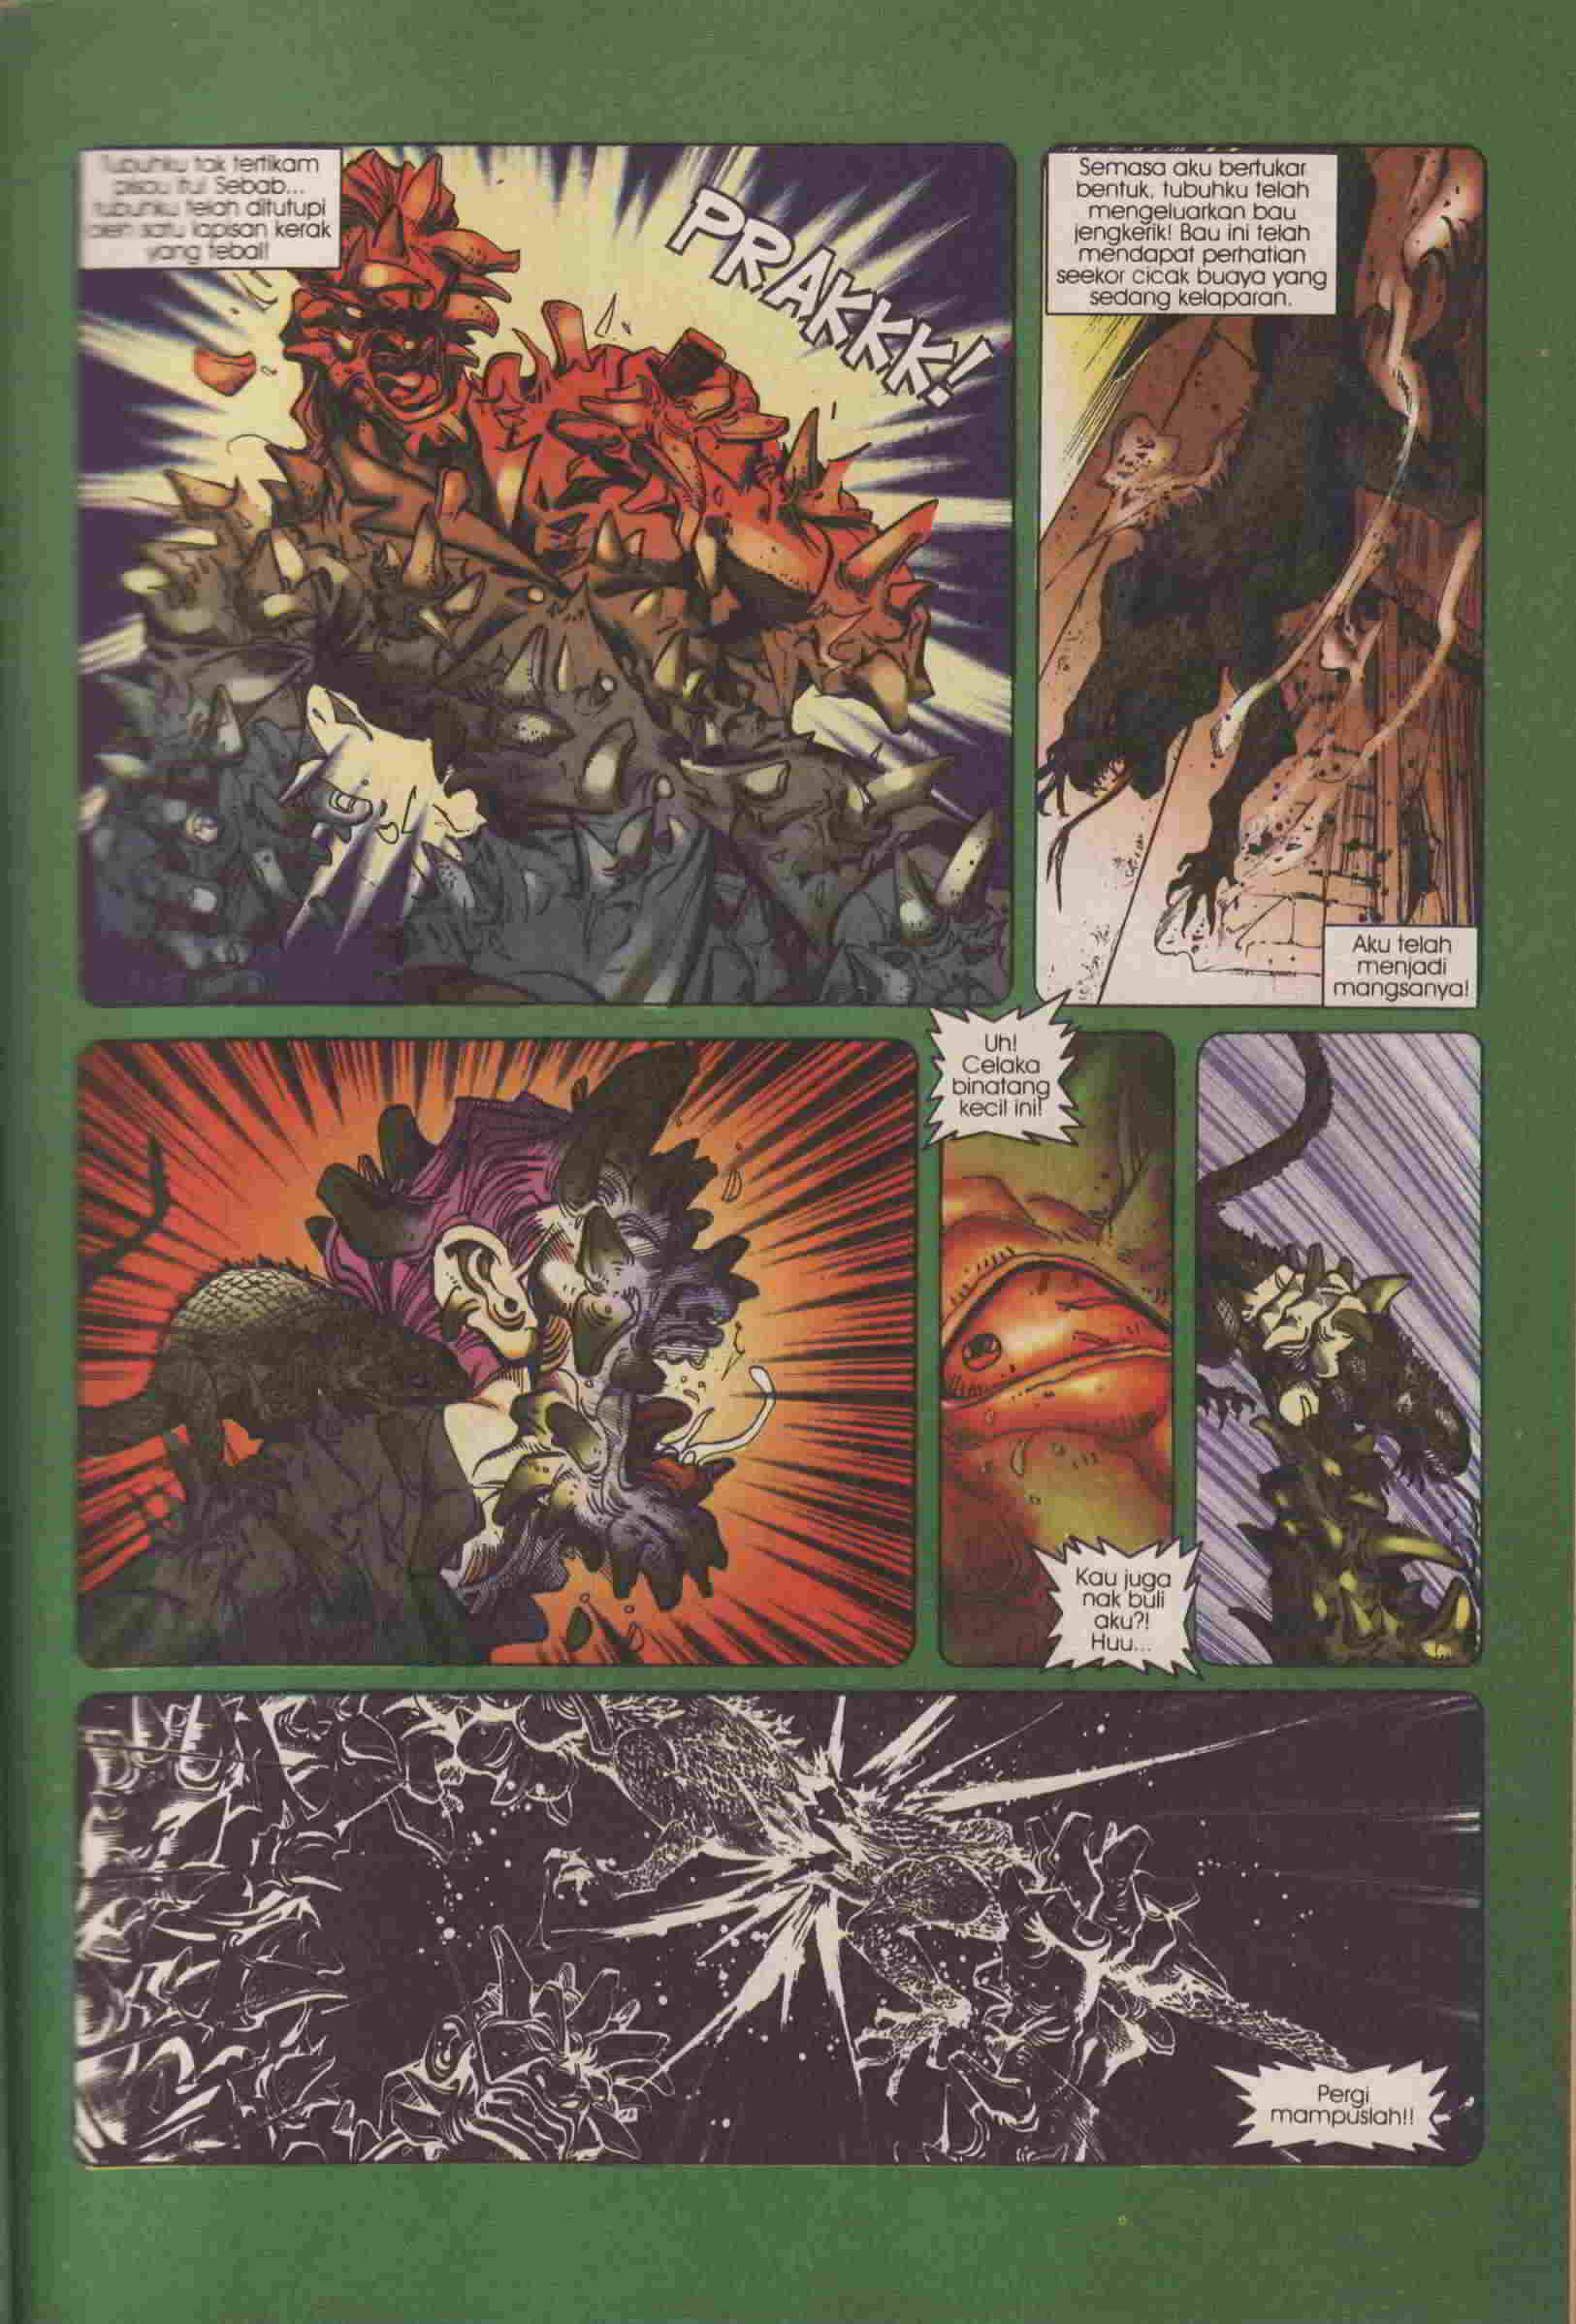 Tubuhku tak tertikam
pisau itu! Sebab...
tubuhku telah ditutupi
oleh satu lapisan kerak
yang tebal!
PRAKKK!
Semasa aku bertukar
bentuk, tubuhku telah
mengeluarkan bau
jengkerik! Bau ini telah
mendapat perhatian
seekor cicak buaya yang
sedang kelaparan.
Aku telah
menjadi
mangsanya!
Uh!
Celaka
binatang
kecil ini!
Kau juga
nak buli
aku?!
Huu...
Pergi
mampuslah!!